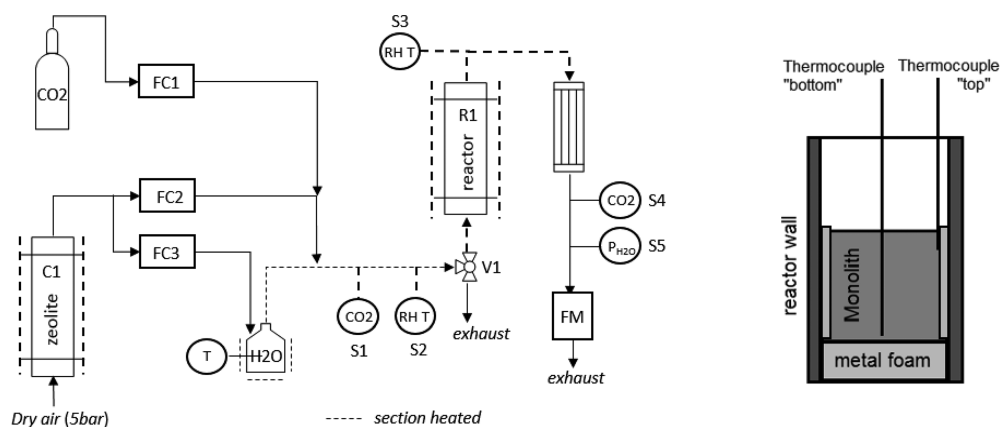 S3
RH T
CO2
FC1
R1
reactor
FC2
CO2
S4
FC3
PH2O
S5
C1
zeolite
V1
T
H2O
CO2
RH T
exhaust
FM
S1
S2
exhaust
Dry air (5bar)
section heated
Thermocouple
"bottom"
Thermocouple
"top"
reactor wall
Monolith
metal foam